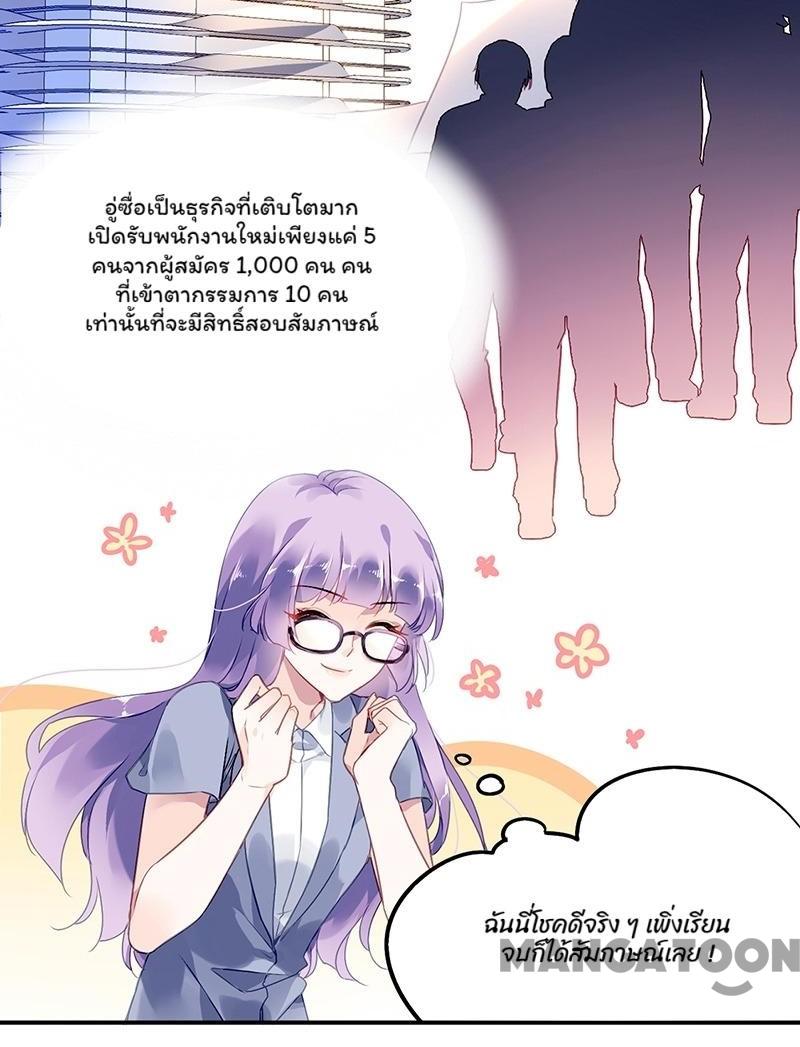 อู่ซื่อเป็นธุรกิจที่เติบโตมาก
เปิดรับพนักงานใหม่เพียงแค่ 5
คนจากผู้สมัคร 1,000 คน คน
ที่เข้าตากรรมการ 10 คน
เท่านั้นที่จะมีสิทธิ์สอบสัมภาษณ์
ฉันนี่โชคดีจริง ๆ เพิ่งเรียน
จบก็ได้สัมภาษณ์เลย !
MANGATOON